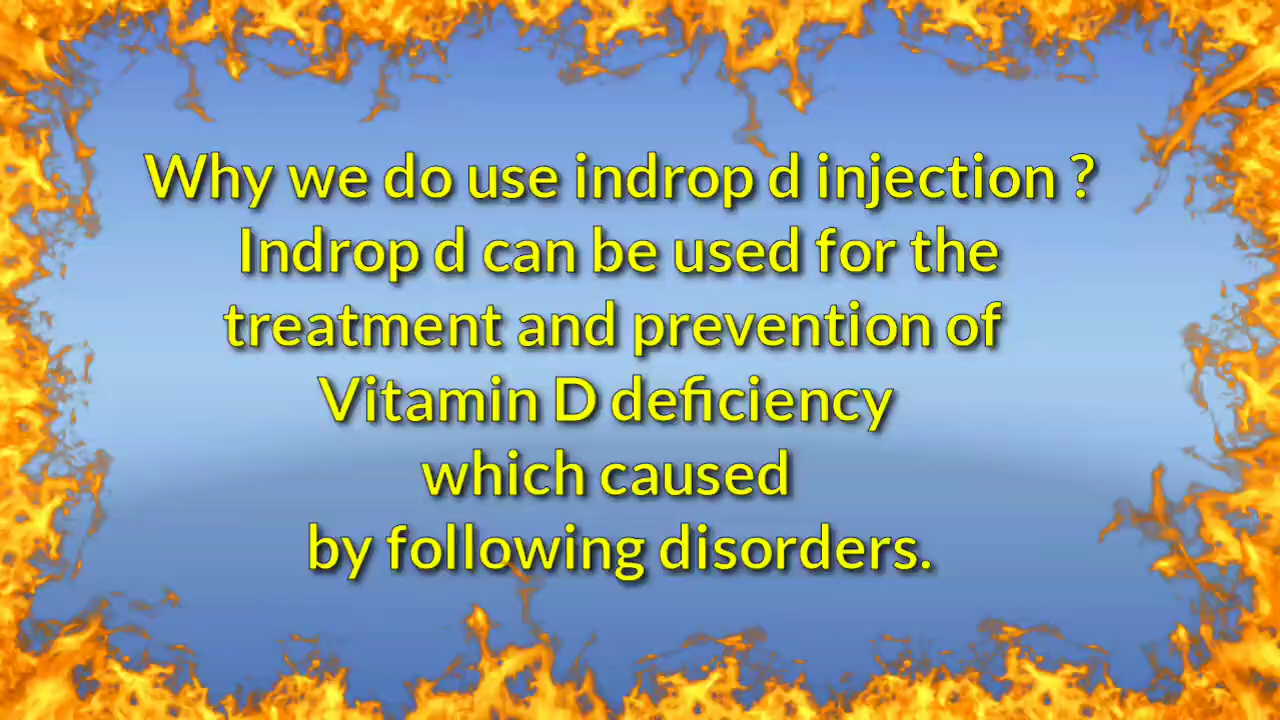 Why we do use indrop d injection ?
Indrop d can be used for the
treatment and prevention of
Vitamin D deficiency
which caused
by following disorders.